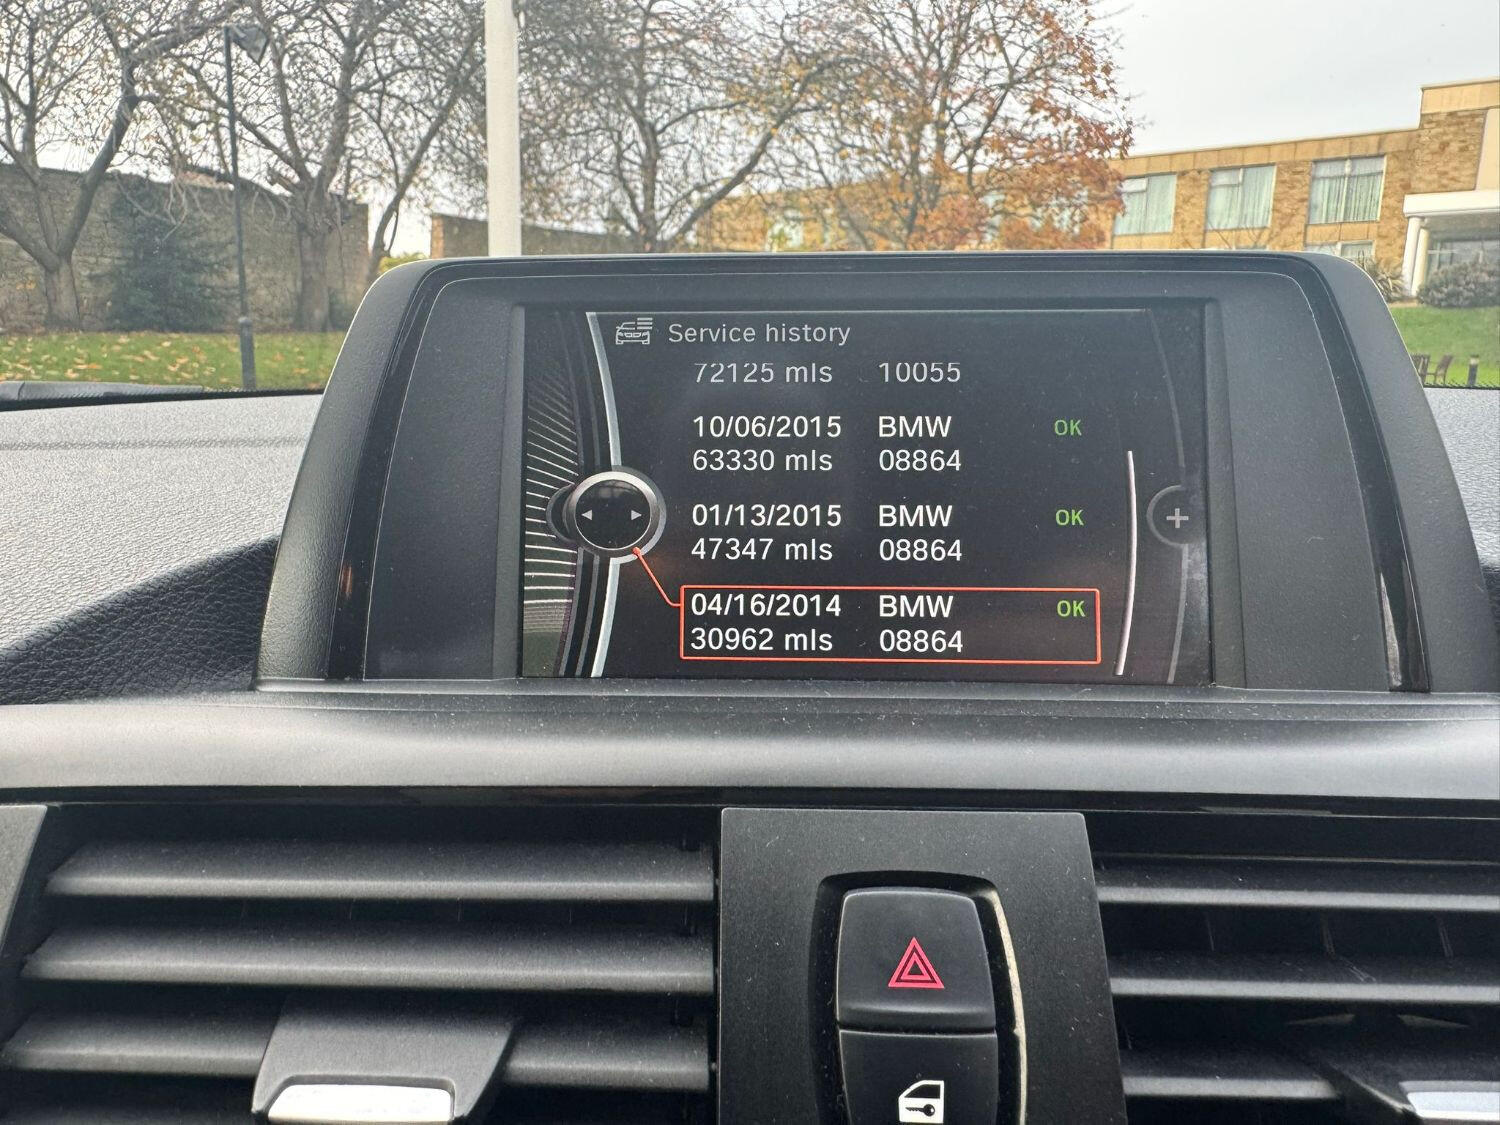 Service history
72125 mls 10055
10/06/2015 BMW OK
63330 mls 08864
01/13/2015 BMW OK
47347 mls 08864
04/16/2014 BMW OK
30962 mls 08864